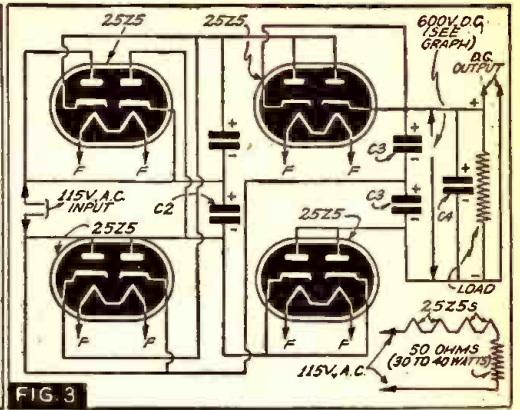 25Z5
25Z5
600V.D.C.
(SEE
GRAPH)
D.C.
OUTPUT
+
+
-
F
F
F
F
C3
+
-
115V. A.C.
INPUT
C2
+
-
C3
+
-
C4
+
-
25Z5
25Z5
LOAD
F
F
F
F
25Z5s
50 OHMS
(30 TO 40 WATTS)
115V. A.C.
FIG. 3